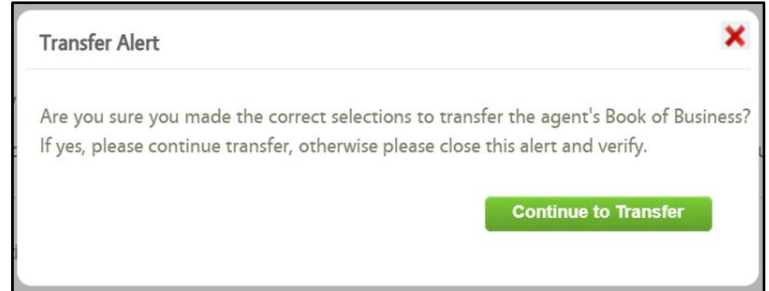 Transfer Alert
Are you sure you made the correct selections to transfer the agent's Book of Business?
If yes, please continue transfer, otherwise please close this alert and verify.
Continue to Transfer